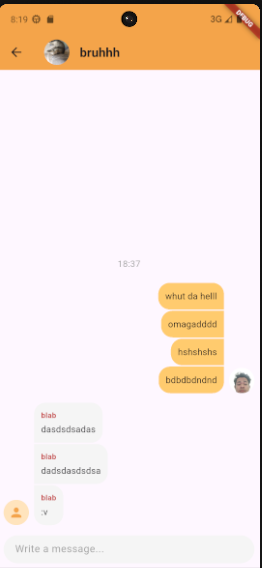 8:19
3G
DEBUG
bruhhh
18:37
whut da helll
omagadddd
hshshshs
bdbdbdndnd
blab
dasdsdsadas
blab
dadsdasdsdsa
blab
:v
Write a message...